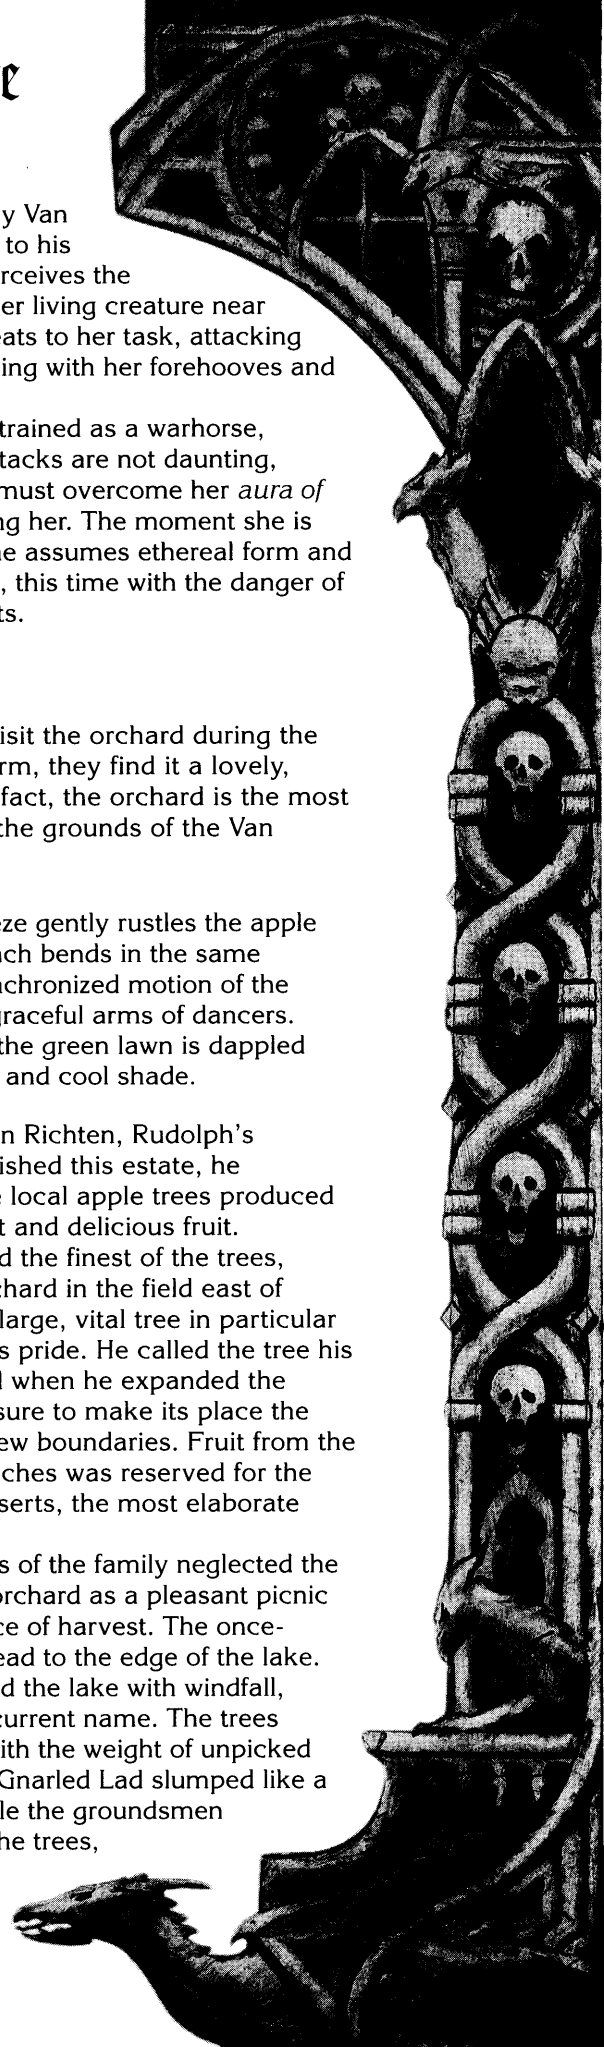 e
y Van
to his
rceives the
er living creature near
eats to her task, attacking
ing with her forehooves and
trained as a warhorse,
tacks are not daunting,
must overcome her aura of
ng her. The moment she is
ne assumes ethereal form and
, this time with the danger of
ts.
isit the orchard during the
rm, they find it a lovely,
fact, the orchard is the most
the grounds of the Van
eze gently rustles the apple
nch bends in the same
nchronized motion of the
graceful arms of dancers.
the green lawn is dappled
and cool shade.
n Richten, Rudolph's
ished this estate, he
e local apple trees produced
t and delicious fruit.
d the finest of the trees,
chard in the field east of
large, vital tree in particular
s pride. He called the tree his
l when he expanded the
sure to make its place the
ew boundaries. Fruit from the
ches was reserved for the
serts, the most elaborate
s of the family neglected the
orchard as a pleasant picnic
ce of harvest. The once-
ead to the edge of the lake.
d the lake with windfall,
current name. The trees
ith the weight of unpicked
Gnarled Lad slumped like a
le the groundsmen
he trees,